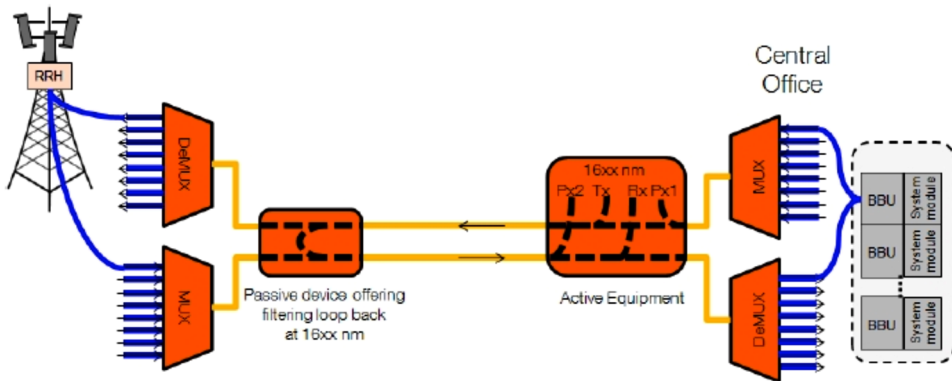 RRH
DeMUX
MUX
Passive device offering
filtering loop back
at 16xx nm
16xx nm
Px2 Tx Rx Px1
Active Equipment
Central
Office
MUX
DeMUX
BBU
System
module
BBU
System
module
BBU
System
module